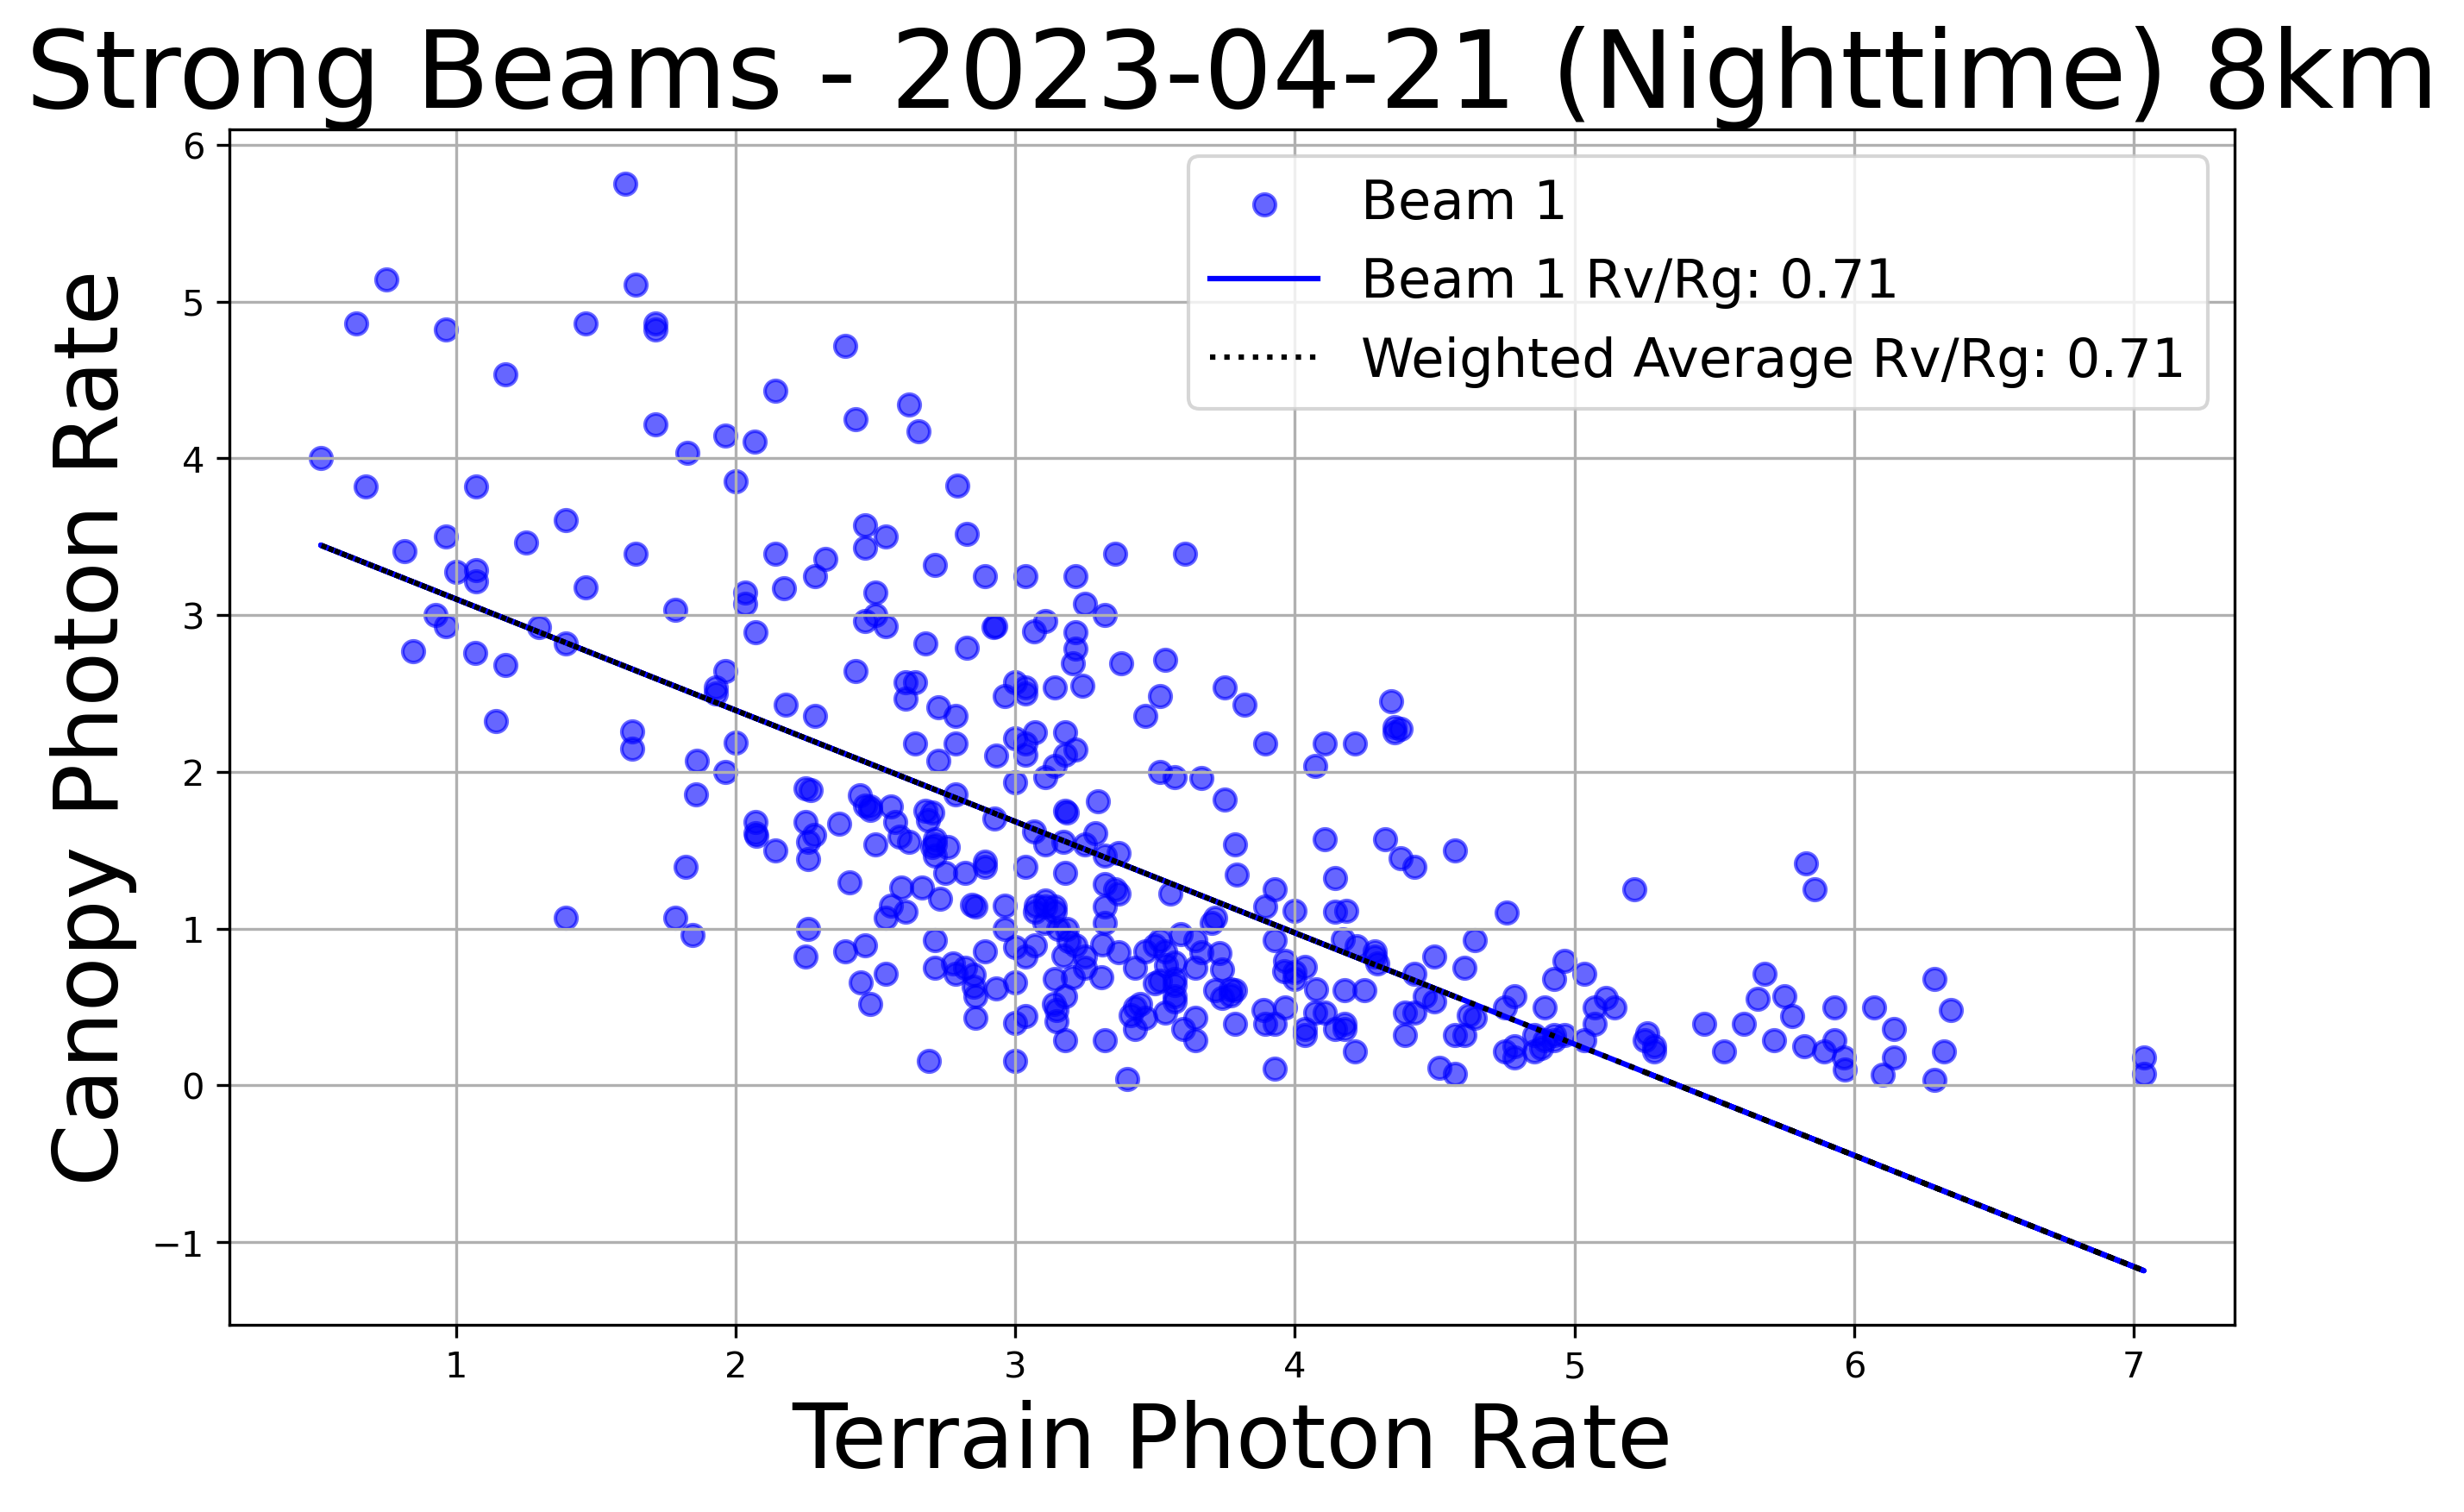 Strong Beams - 2023-04-21 (Nighttime) 8km
6
5
4
3
2
1
0
−1
Canopy Photon Rate
Beam 1
Beam 1 Rv/Rg: 0.71
Weighted Average Rv/Rg: 0.71
1 2 3 4 5 6 7
Terrain Photon Rate